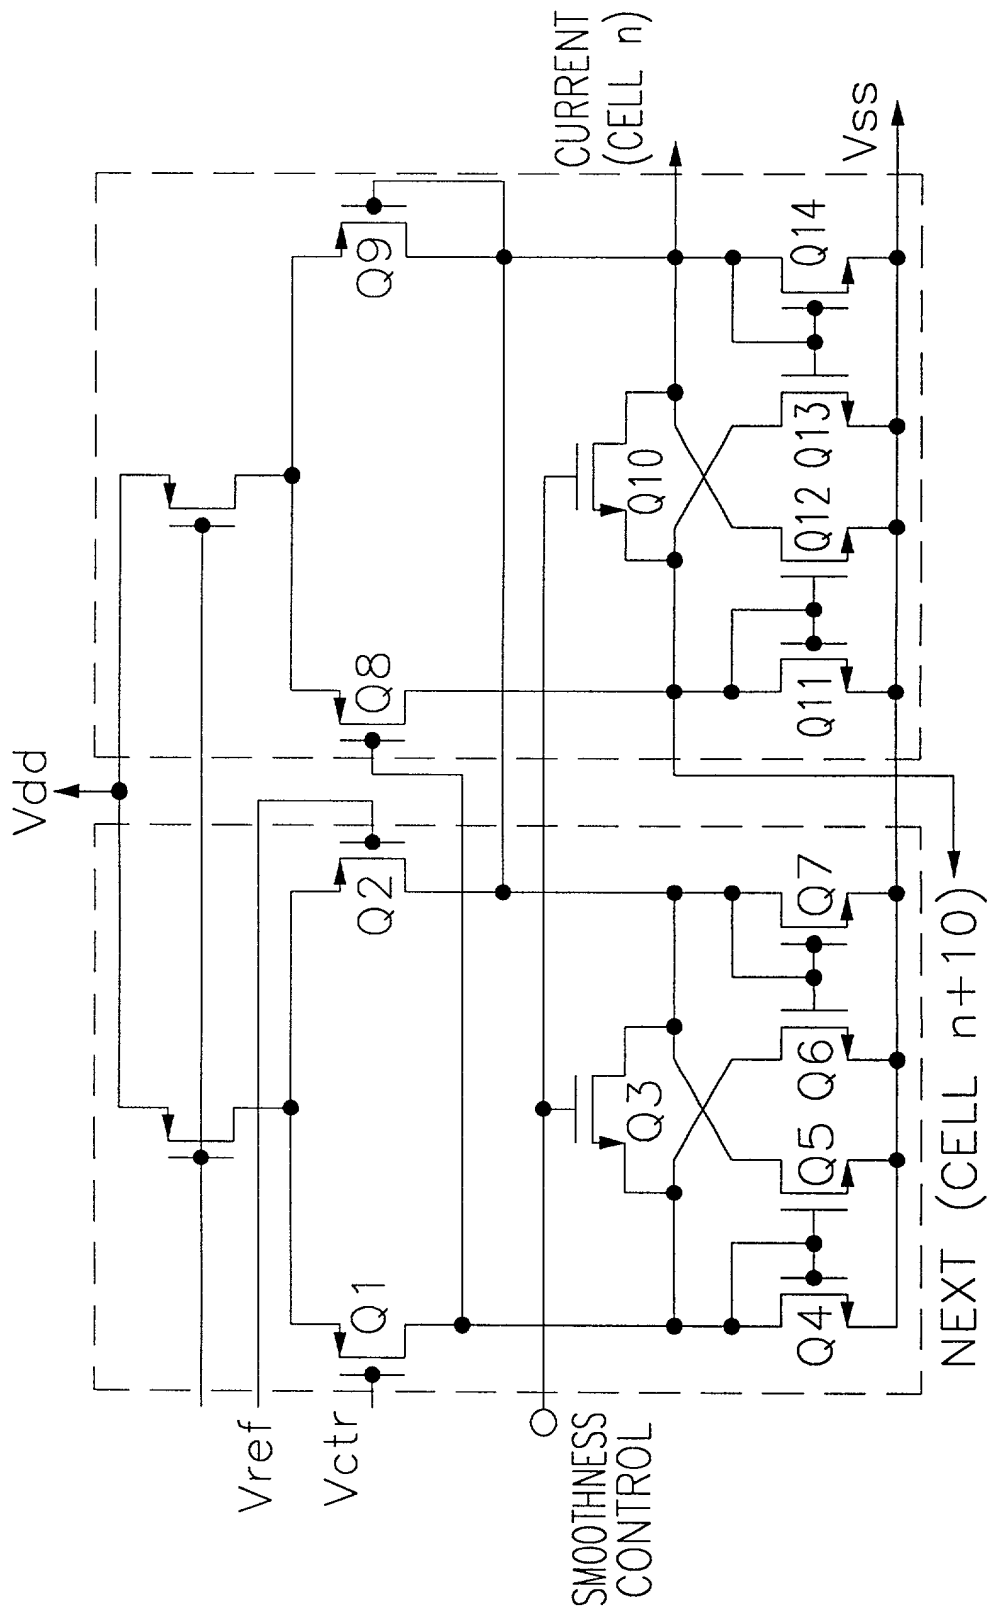 Vdd
CURRENT
(CELL n)
Vss
Q9
Q14
Q10
Q12
Q13
Q8
Q11
Q2
Q7
Q3
Q5
Q6
Q1
Q4
Vref
Vctr
SMOOTHNESS
CONTROL
NEXT (CELL n+10)